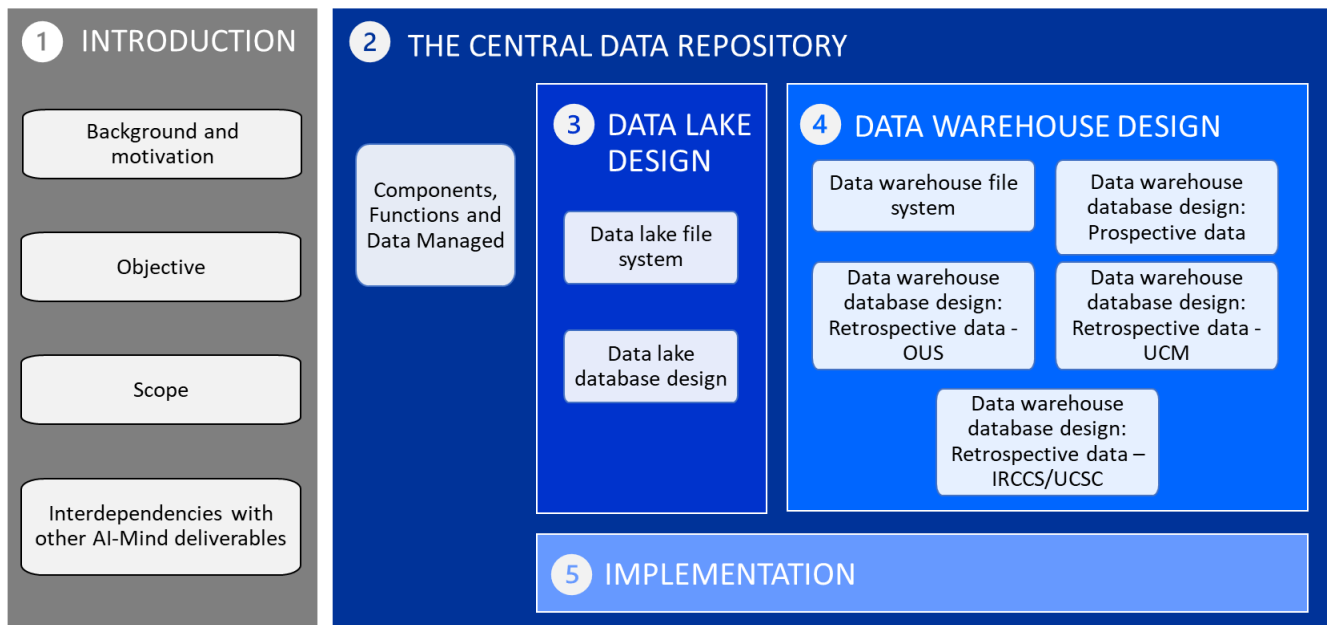 1 INTRODUCTION
Background and
motivation
Objective
Scope
Interdependencies with
other AI-Mind deliverables
2 THE CENTRAL DATA REPOSITORY
Components,
Functions and
Data Managed
3 DATA LAKE
DESIGN
Data lake file
system
Data lake
database design
4 DATA WAREHOUSE DESIGN
Data warehouse file
system
Data warehouse
database design:
Prospective data
Data warehouse
database design:
Retrospective data -
OUS
Data warehouse
database design:
Retrospective data -
UCM
Data warehouse
database design:
Retrospective data –
IRCCS/UCSC
5 IMPLEMENTATION